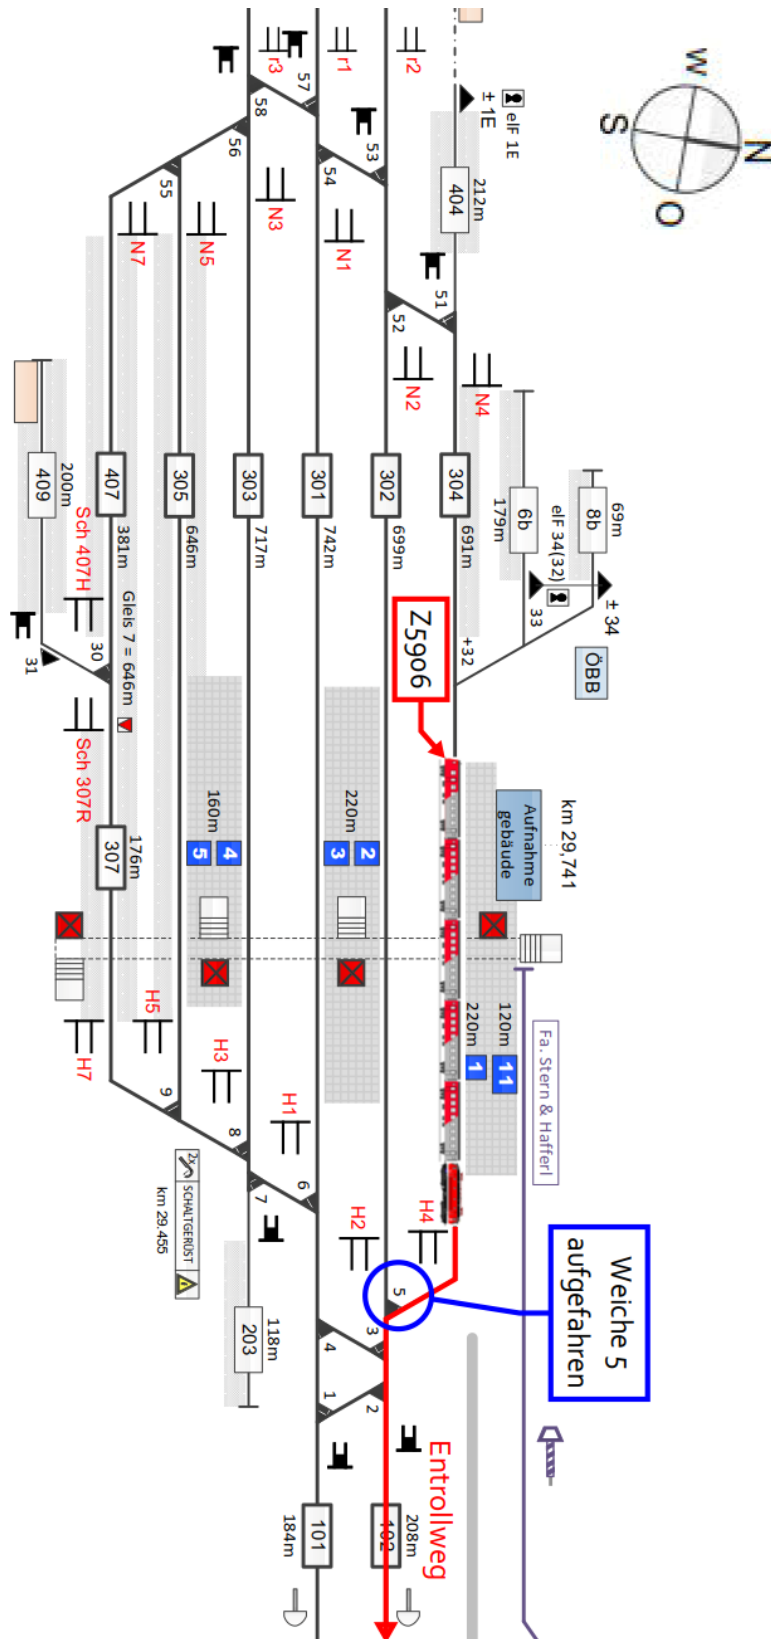 r3
r1
r2
57
58
56
55
54
53
± 1E
elF 1E
W
N
S
O
404
212m
N7
N5
N3
N1
51
52
N2
N4
409
200m
407
381m
305
646m
303
717m
301
742m
302
699m
304
691m
6b
179m
8b
69m
elF 34(32)
± 34
33
+32
ÖBB
Sch 407H
31
30
Gleis 7 = 646m
Sch 307R
Z5906
307
176m
160m
5
4
220m
3
2
km 29,741
Aufnahme
gebäude
120m
220m
1
11
Fa. Stern & Hafferl
H7
H5
H3
H1
H2
H4
9
8
7
6
5
2x
SCHALTGERÜST
km 29.455
Weiche 5
aufgefahren
203
118m
4
3
1
2
Entrollweg
101
184m
102
208m